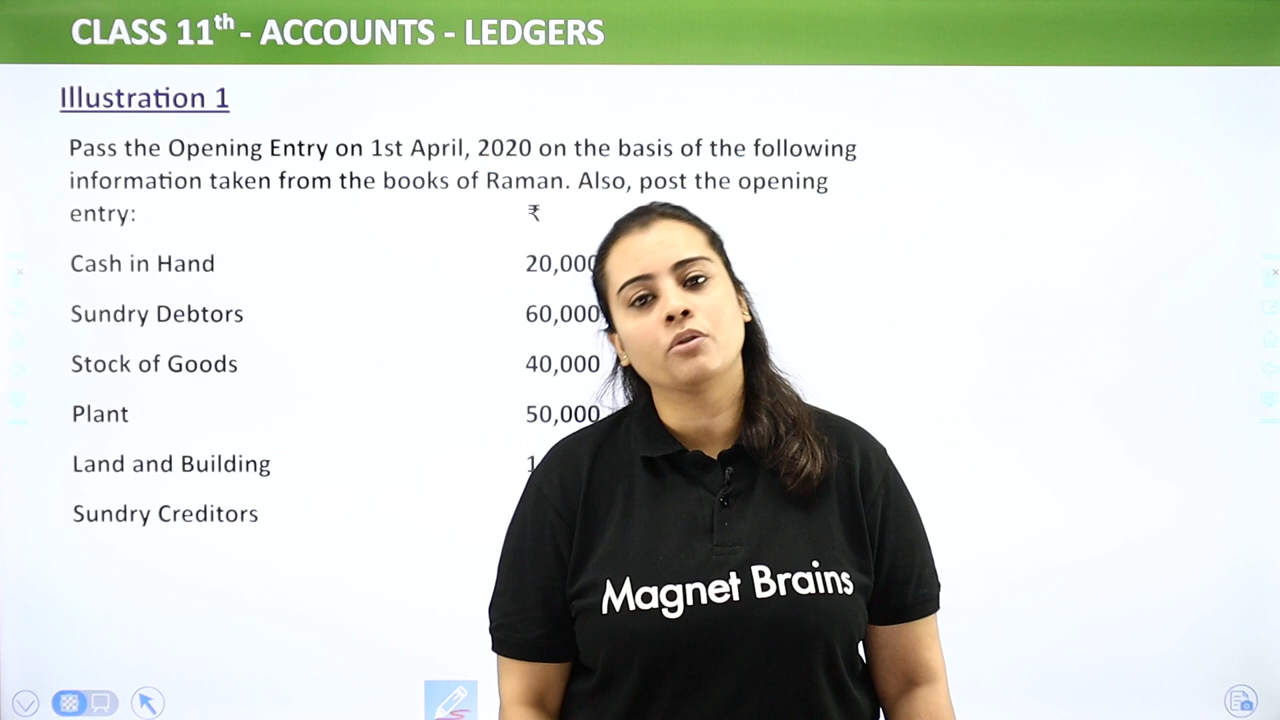 CLASS 11th - ACCOUNTS - LEDGERS
Illustration 1
Pass the Opening Entry on 1st April, 2020 on the basis of the following
information taken from the books of Raman. Also, post the opening
entry: ₹
Cash in Hand 20,000
Sundry Debtors 60,000
Stock of Goods 40,000
Plant 50,000
Land and Building
Sundry Creditors
Magnet Brains